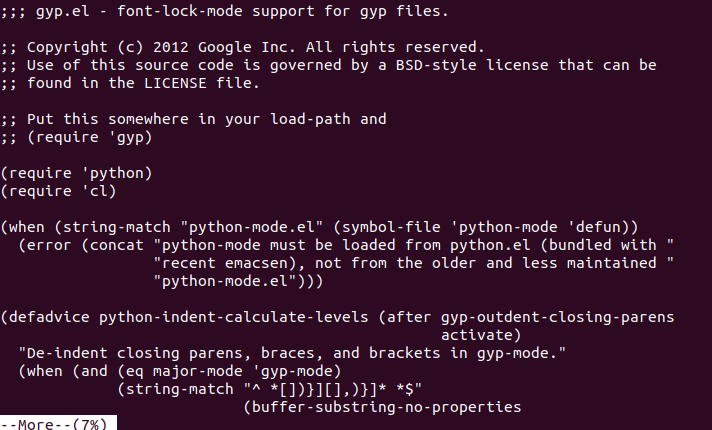 ;;; gyp.el - font-lock-mode support for gyp files.

;; Copyright (c) 2012 Google Inc. All rights reserved.
;; Use of this source code is governed by a BSD-style license that can be
;; found in the LICENSE file.

;; Put this somewhere in your load-path and
;; (require 'gyp)

(require 'python)
(require 'cl)

(when (string-match "python-mode.el" (symbol-file 'python-mode 'defun))
  (error (concat "python-mode must be loaded from python.el (bundled with "
                 "recent emacsen), not from the older and less maintained "
                 "python-mode.el")))

(defadvice python-indent-calculate-levels (after gyp-outdent-closing-parens
                                                 activate)
  "De-indent closing parens, braces, and brackets in gyp-mode."
  (when (and (eq major-mode 'gyp-mode)
             (string-match "^ *[])}][],)}]* *$"
                           (buffer-substring-no-properties
--More--(7%)